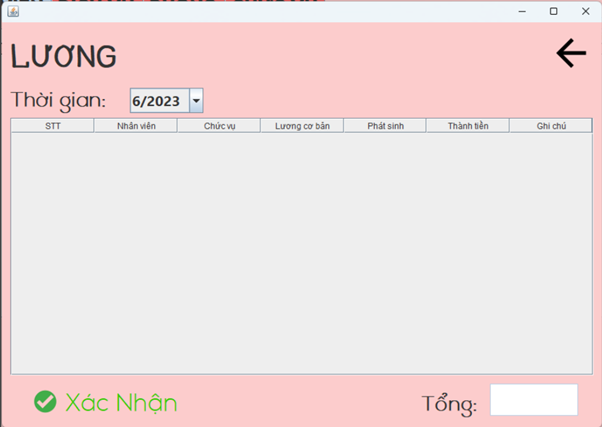 LƯƠNG
Thời gian: 6/2023
STT Nhân viên Chức vụ Lương cơ bản Phát sinh Thành tiền Ghi chú
Xác Nhận Tổng: